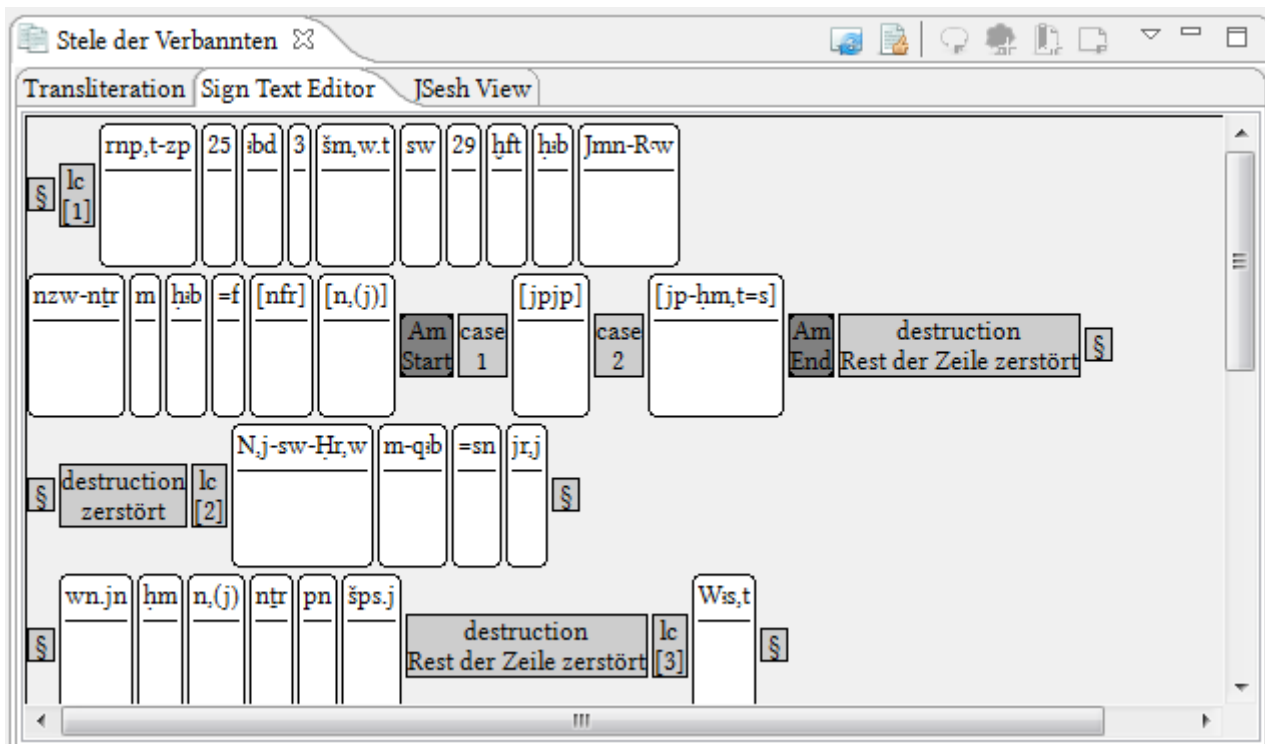 Stele der Verbannten
Transliteration Sign Text Editor JSesh View
§ lc [1] rnp,t-zp 25 ꜣbd 3 šm,w.t sw 29 ḫft ḥꜣb Jmn-Rꜥw
nzw-nṯr m ḥꜣb =f [nfr] [n,(j)] Am Start case 1 [jpjp] case 2 [jp-ḥm,t=s] Am End destruction Rest der Zeile zerstört §
§ destruction zerstört lc [2] N,j-sw-Ḥr,w m-qꜣb =sn jr,j §
§ wn.jn ḥm n,(j) nṯr pn šps.j destruction Rest der Zeile zerstört lc [3] Wꜣs,t §